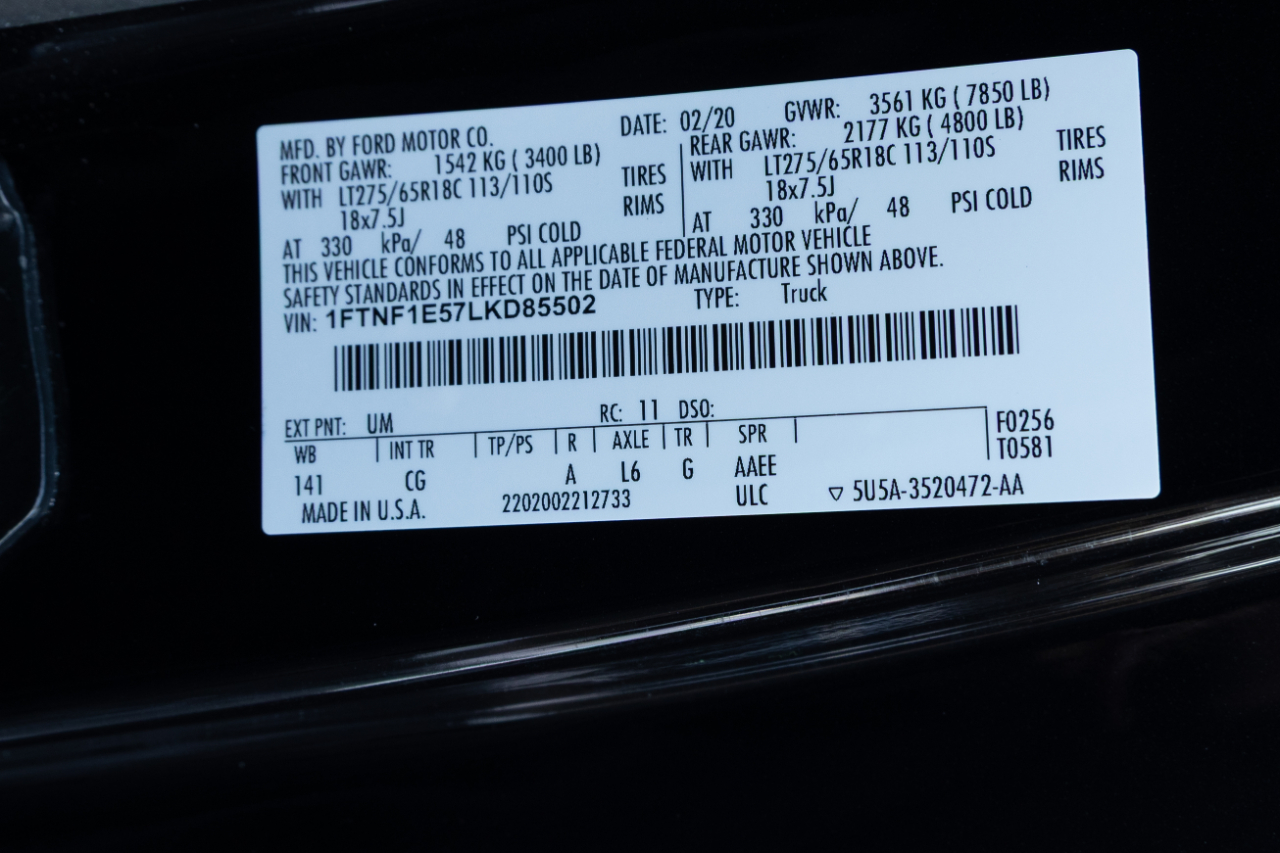 MFD. BY FORD MOTOR CO. DATE: 02/20 GVWR: 3561 KG ( 7850 LB)
FRONT GAWR: 1542 KG ( 3400 LB) REAR GAWR: 2177 KG ( 4800 LB)
WITH LT275/65R18C 113/110S TIRES WITH LT275/65R18C 113/110S TIRES
18x7.5J RIMS 18x7.5J RIMS
AT 330 kPa/ 48 PSI COLD AT 330 kPa/ 48 PSI COLD
THIS VEHICLE CONFORMS TO ALL APPLICABLE FEDERAL MOTOR VEHICLE
SAFETY STANDARDS IN EFFECT ON THE DATE OF MANUFACTURE SHOWN ABOVE.
VIN: 1FTNF1E57LKD85502 TYPE: Truck
EXT PNT: UM RC: 11 DSO:
WB INT TR TP/PS R AXLE TR SPR F0256
141 CG A L6 G AAEE T0581
MADE IN U.S.A. 2202002212733 ULC ▽ 5U5A-3520472-AA